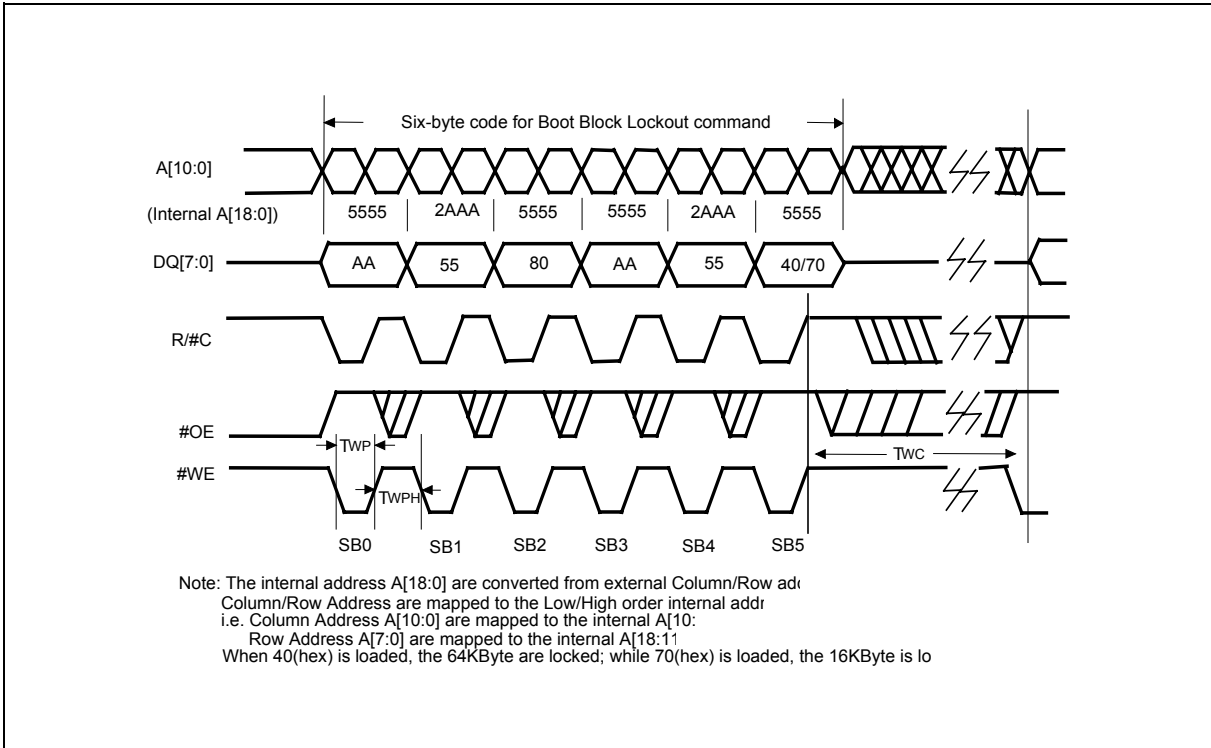 Six-byte code for Boot Block Lockout command
A[10:0]
(Internal A[18:0])
5555 2AAA 5555 5555 2AAA 5555
DQ[7:0]
AA 55 80 AA 55 40/70
R/#C
#OE
TWP
TWC
#WE
TWPH
SB0 SB1 SB2 SB3 SB4 SB5
Note: The internal address A[18:0] are converted from external Column/Row
Column/Row Address are mapped to the Low/High order internal
i.e. Column Address A[10:0] are mapped to the internal A[10:
Row Address A[7:0] are mapped to the internal A[18:11
When 40(hex) is loaded, the 64KByte are locked; while 70(hex) is loaded, the 16KByte is lo